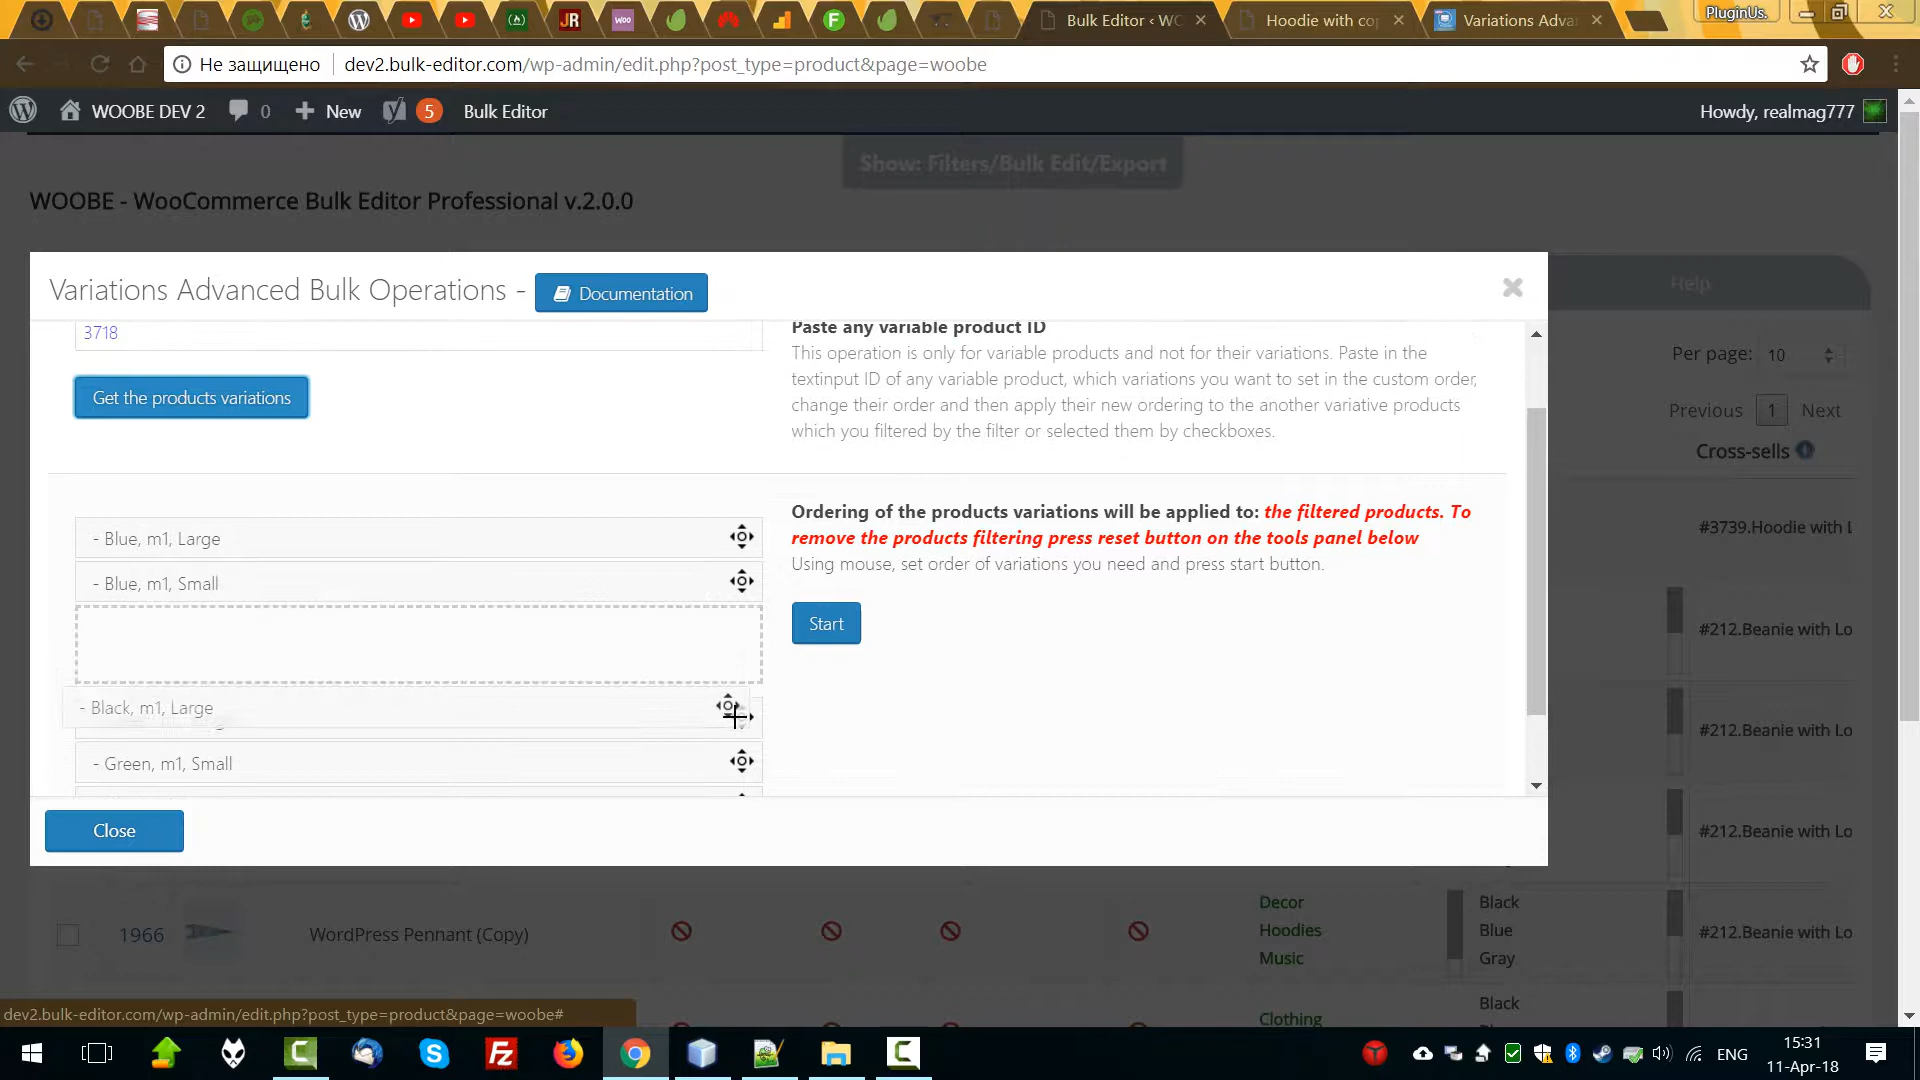 Bulk Editor ‹ WC
Hoodie with cop
Variations Adva
PluginUs.
Не защищено
dev2.bulk-editor.com/wp-admin/edit.php?post_type=product&page=woobe
WOOBE DEV 2
0
New
5
Bulk Editor
Howdy, realmag777
Show: Filters/Bulk Edit/Export
WOOBE - WooCommerce Bulk Editor Professional v.2.0.0
Variations Advanced Bulk Operations -
Documentation
Help
3718
Get the products variations
Paste any variable product ID
This operation is only for variable products and not for their variations. Paste in the
textinput ID of any variable product, which variations you want to set in the custom order,
change their order and then apply their new ordering to the another variative products
which you filtered by the filter or selected them by checkboxes.
Per page:
10
Previous
1
Next
Cross-sells
- Blue, m1, Large
- Blue, m1, Small
- Black, m1, Large
- Green, m1, Small
Ordering of the products variations will be applied to: the filtered products. To
remove the products filtering press reset button on the tools panel below
Using mouse, set order of variations you need and press start button.
Start
#3739.Hoodie with L
#212.Beanie with Lo
#212.Beanie with Lo
#212.Beanie with Lo
Close
1966
WordPress Pennant (Copy)
Decor
Hoodies
Music
Black
Blue
Gray
#212.Beanie with Lo
Clothing
Black
dev2.bulk-editor.com/wp-admin/edit.php?post_type=product&page=woobe#
ENG
15:31
11-Apr-18